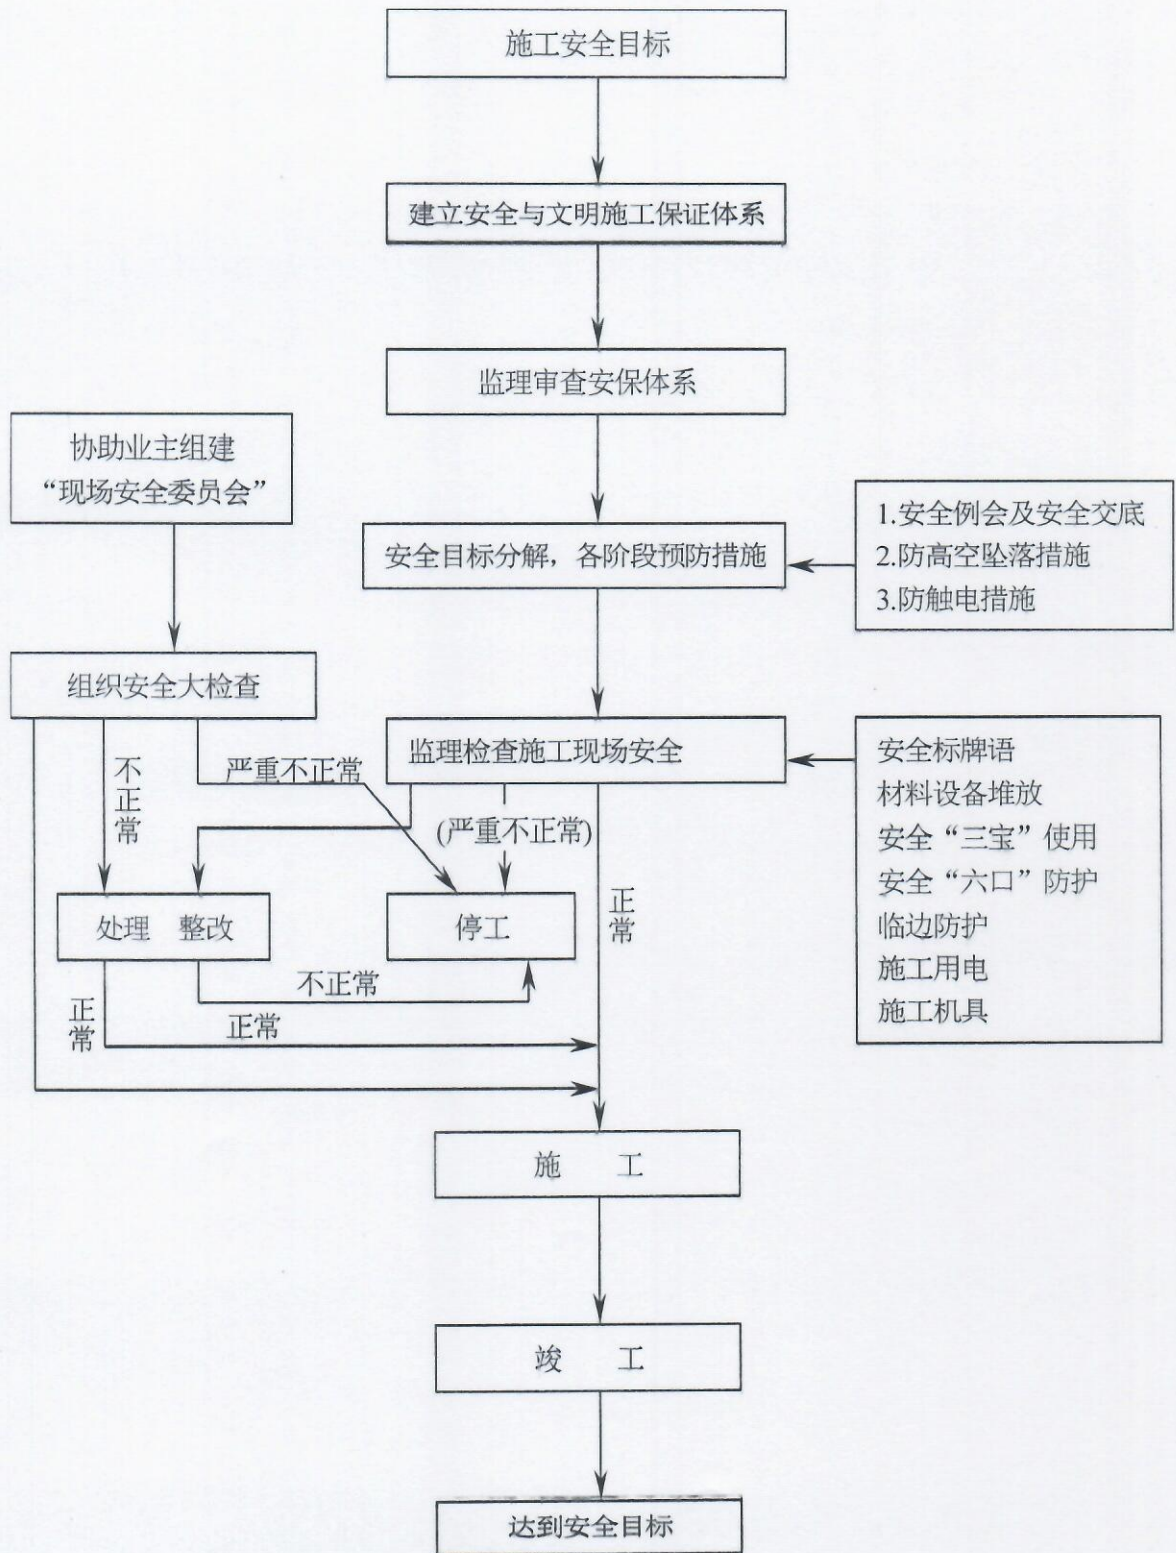 施工安全目标
建立安全与文明施工保证体系
监理审查安保体系
协助业主组建
“现场安全委员会”
1.安全例会及安全交底
2.防高空坠落措施
3.防触电措施
安全目标分解，各阶段预防措施
组织安全大检查
监理检查施工现场安全
安全标牌语
材料设备堆放
安全“三宝”使用
安全“六口”防护
临边防护
施工用电
施工机具
不正常
严重不正常
(严重不正常)
正常
处理 整改
停工
不正常
正常
正常
施 工
竣 工
达到安全目标